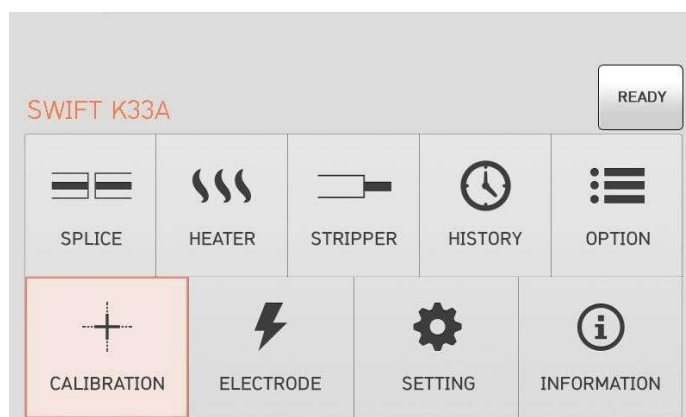 READY
SWIFT K33A
SPLICE HEATER STRIPPER HISTORY OPTION
CALIBRATION ELECTRODE SETTING INFORMATION